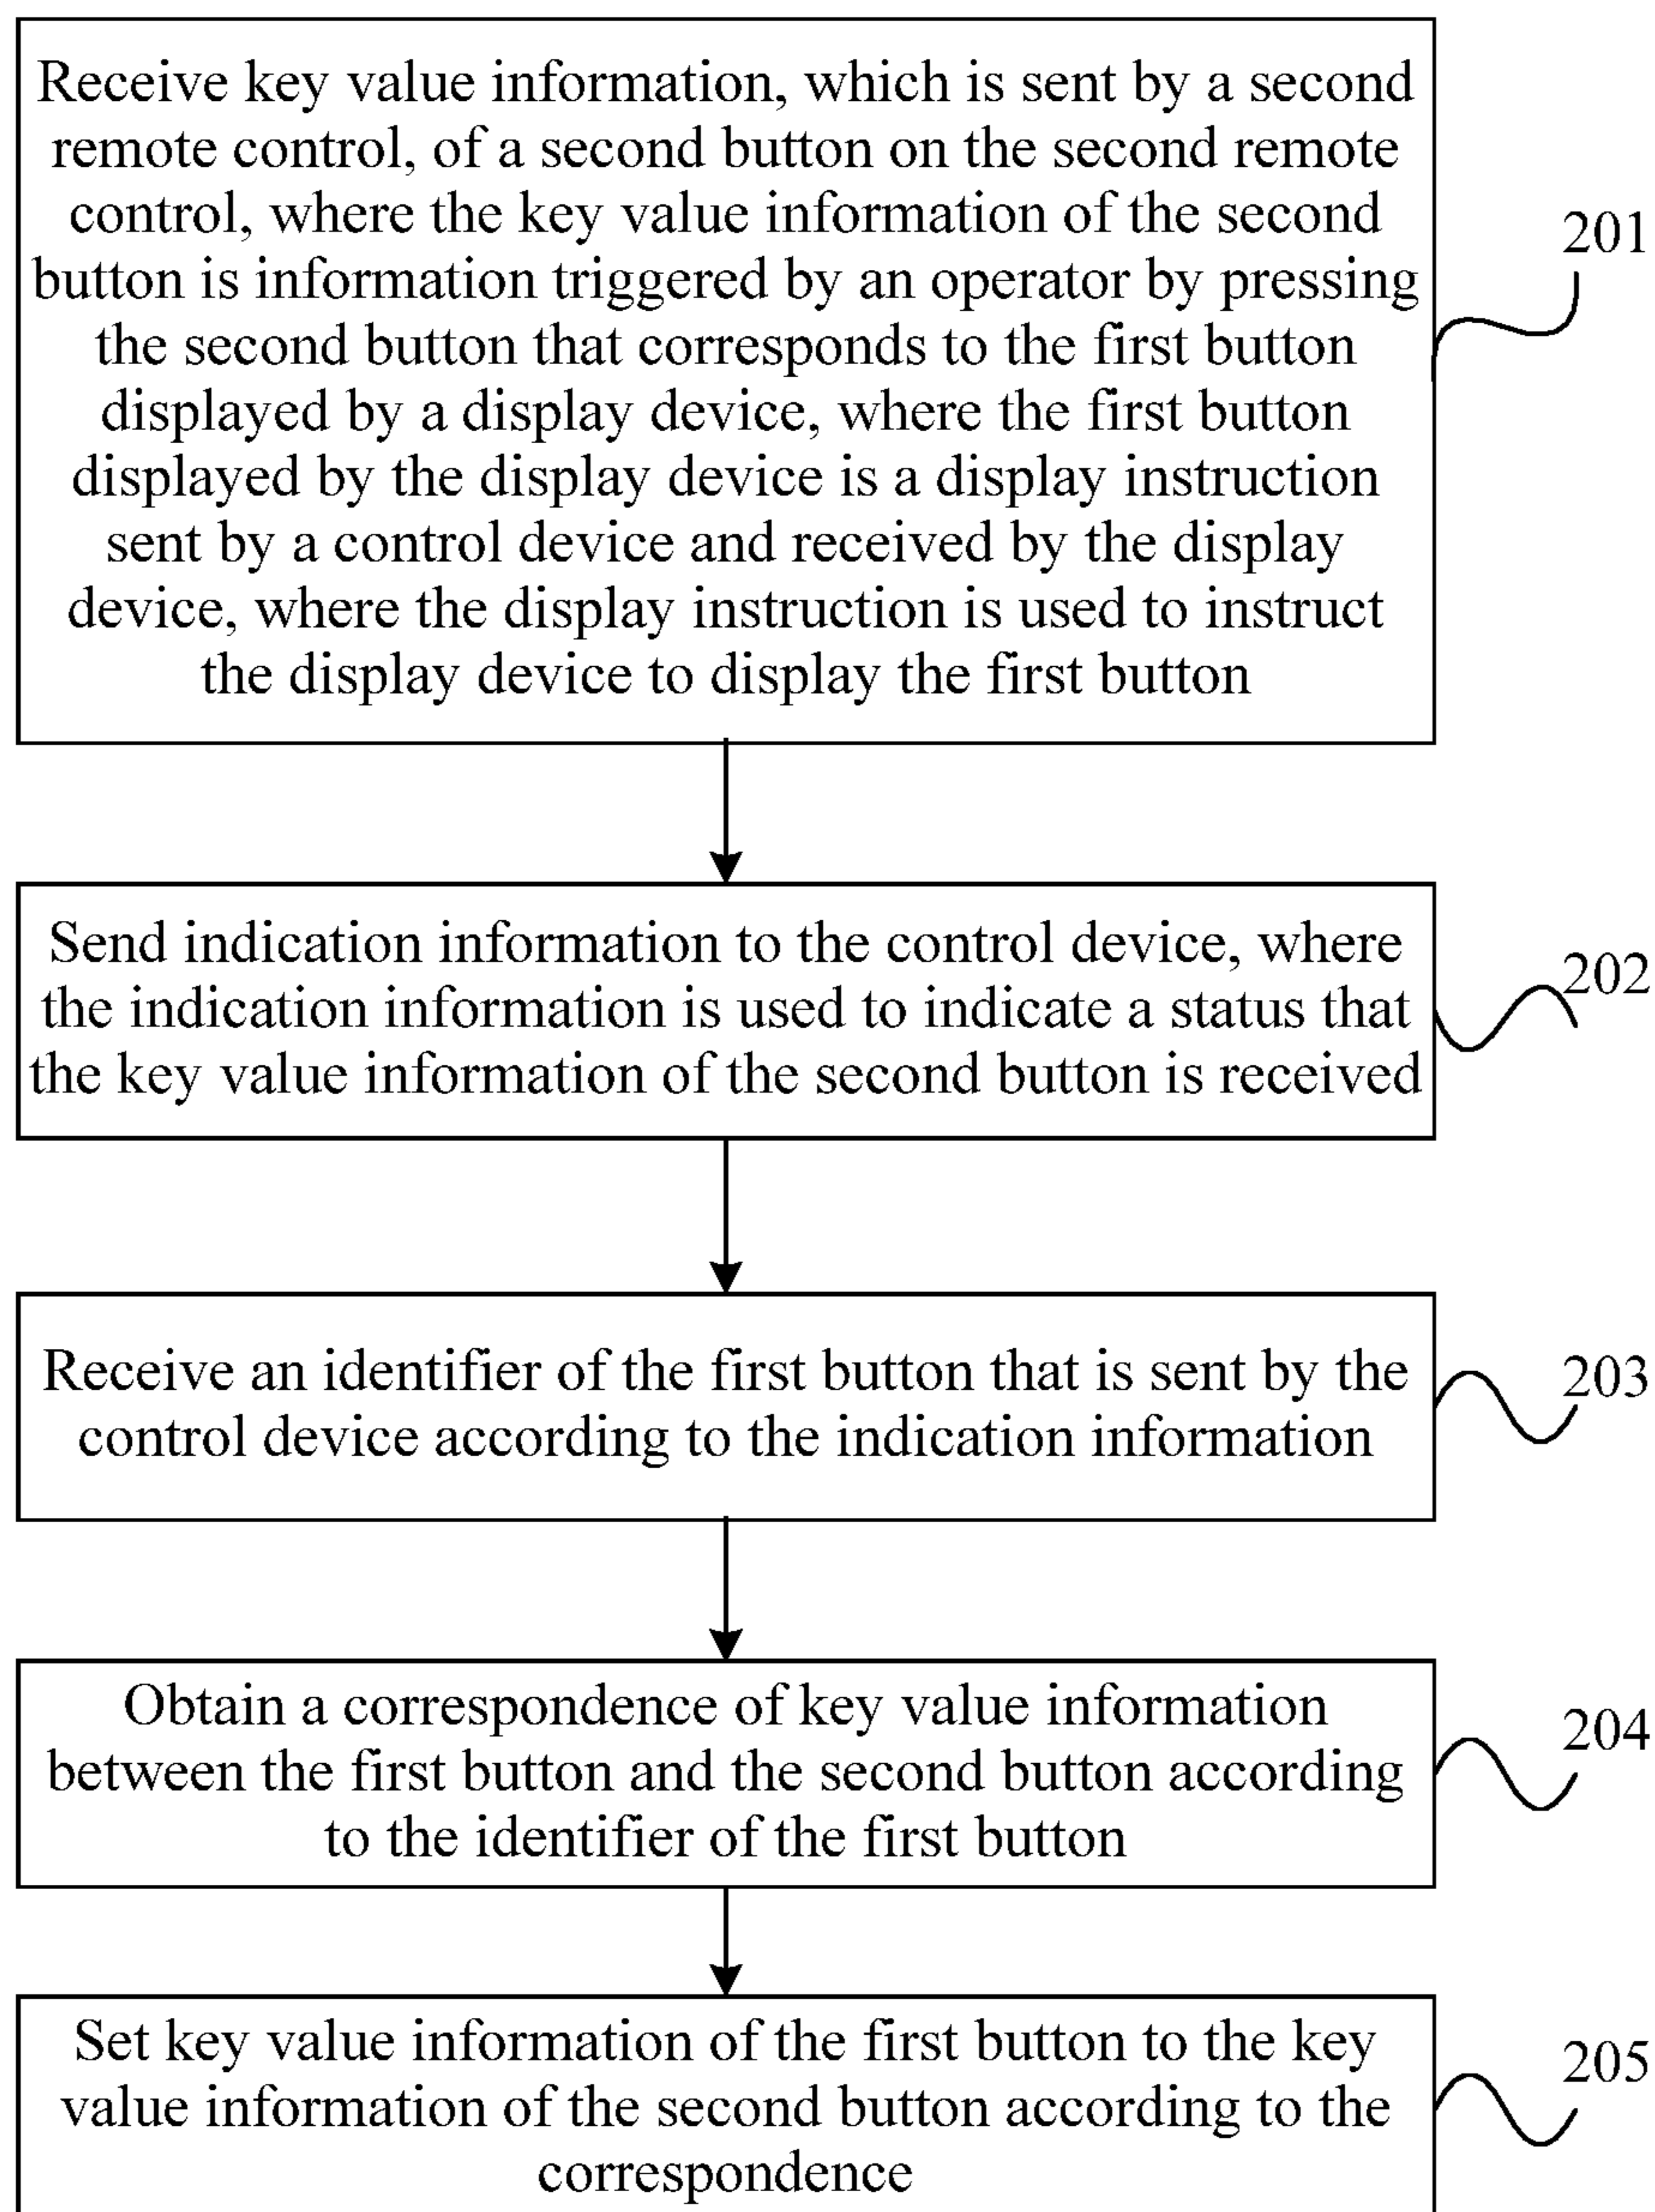 Receive key value information, which is sent by a second
remote control, of a second button on the second remote
control, where the key value information of the second
button is information triggered by an operator by pressing
the second button that corresponds to the first button
displayed by a display device, where the first button
displayed by the display device is a display instruction
sent by a control device and received by the display
device, where the display instruction is used to instruct
the display device to display the first button
201
Send indication information to the control device, where
the indication information is used to indicate a status that
the key value information of the second button is received
202
Receive an identifier of the first button that is sent by the
control device according to the indication information
203
Obtain a correspondence of key value information
between the first button and the second button according
to the identifier of the first button
204
Set key value information of the first button to the key
value information of the second button according to the
correspondence
205